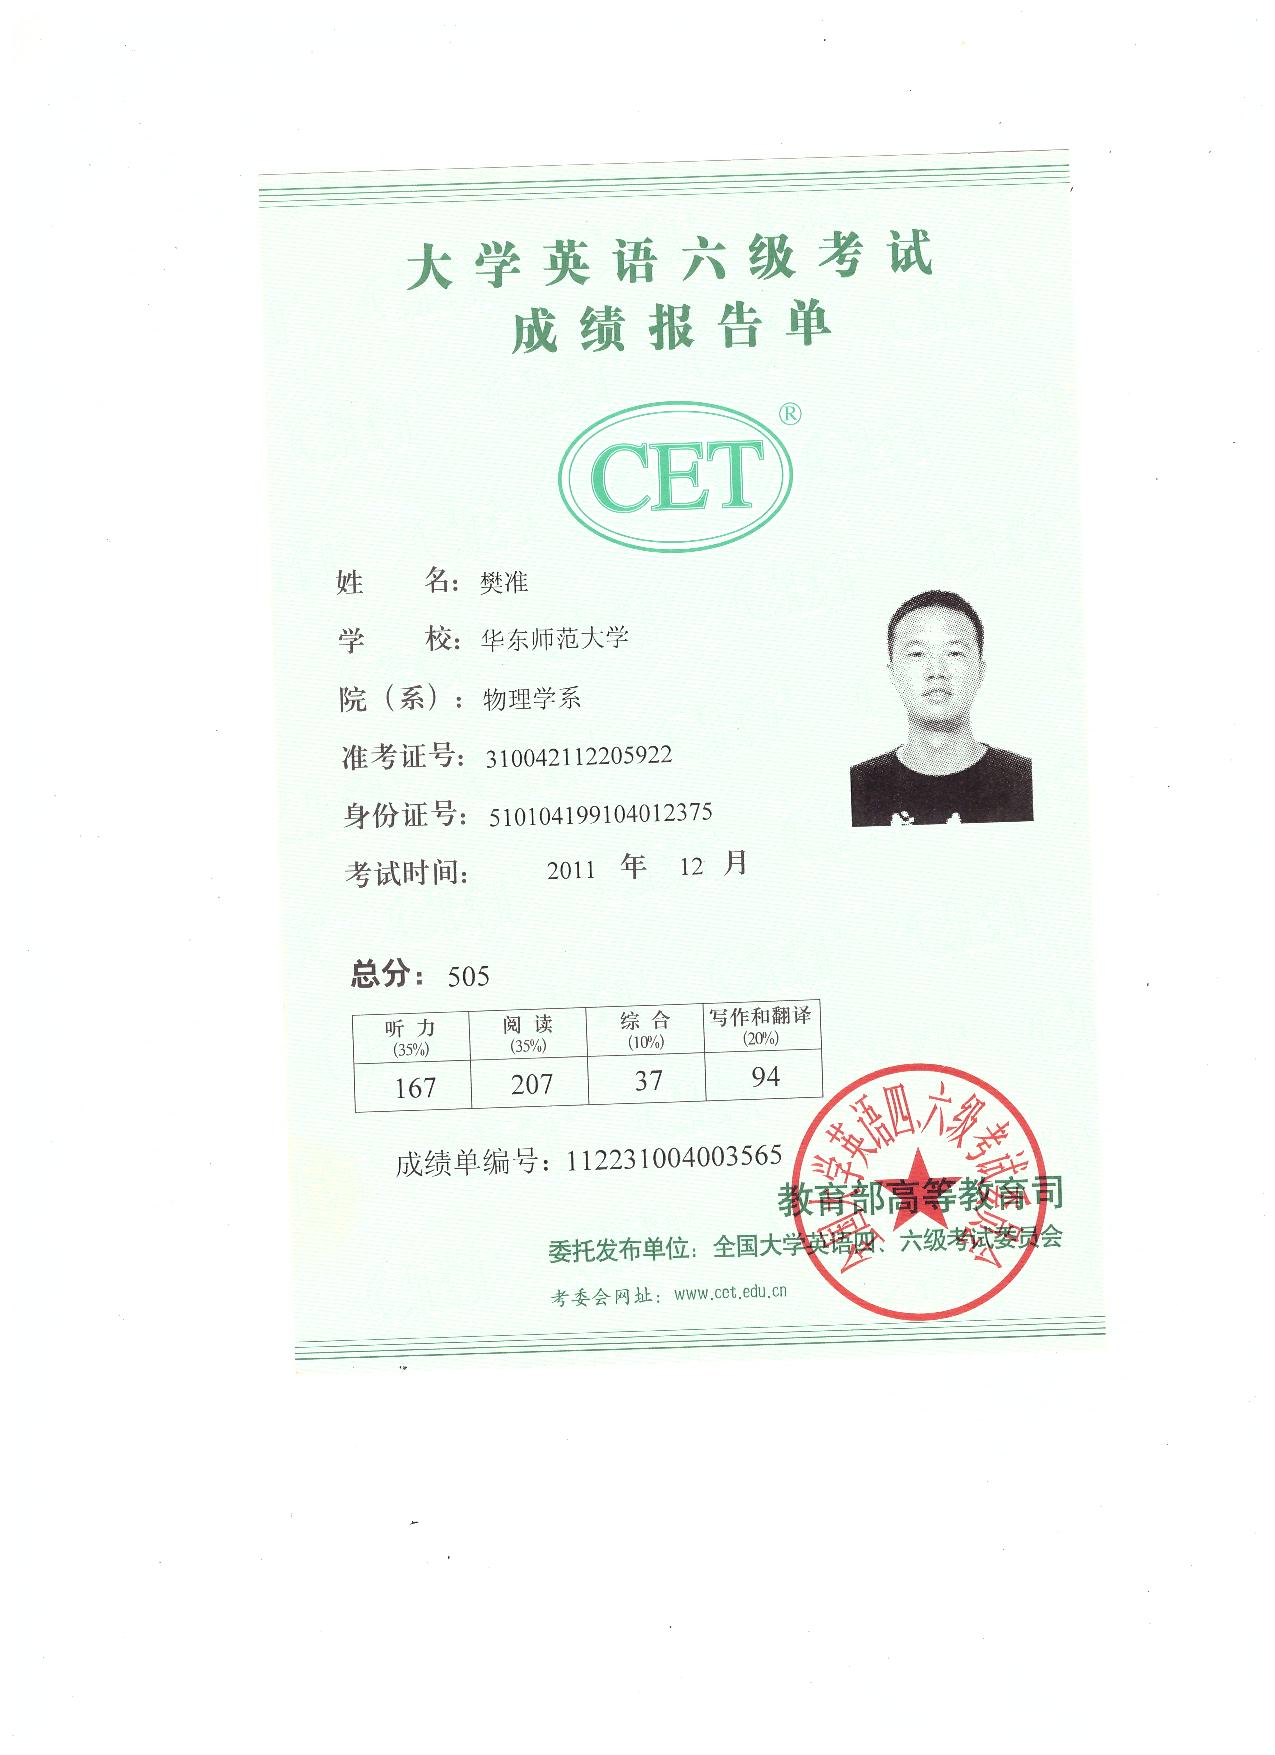 大学英语六级考试
成绩报告单
CET®
姓 名：樊准
学 校：华东师范大学
院（系）：物理学系
准考证号：310042112205922
身份证号：510104199104012375
考试时间： 2011 年 12 月
总分：505
听力 阅读 综合 写作和翻译
(35%) (35%) (10%) (20%)
167 207 37 94
成绩单编号：112231004003565
教育部高等教育司
委托发布单位：全国大学英语四、六级考试委员会
考委会网址：www.cet.edu.cn
全国大学英语四、六级考试委员会